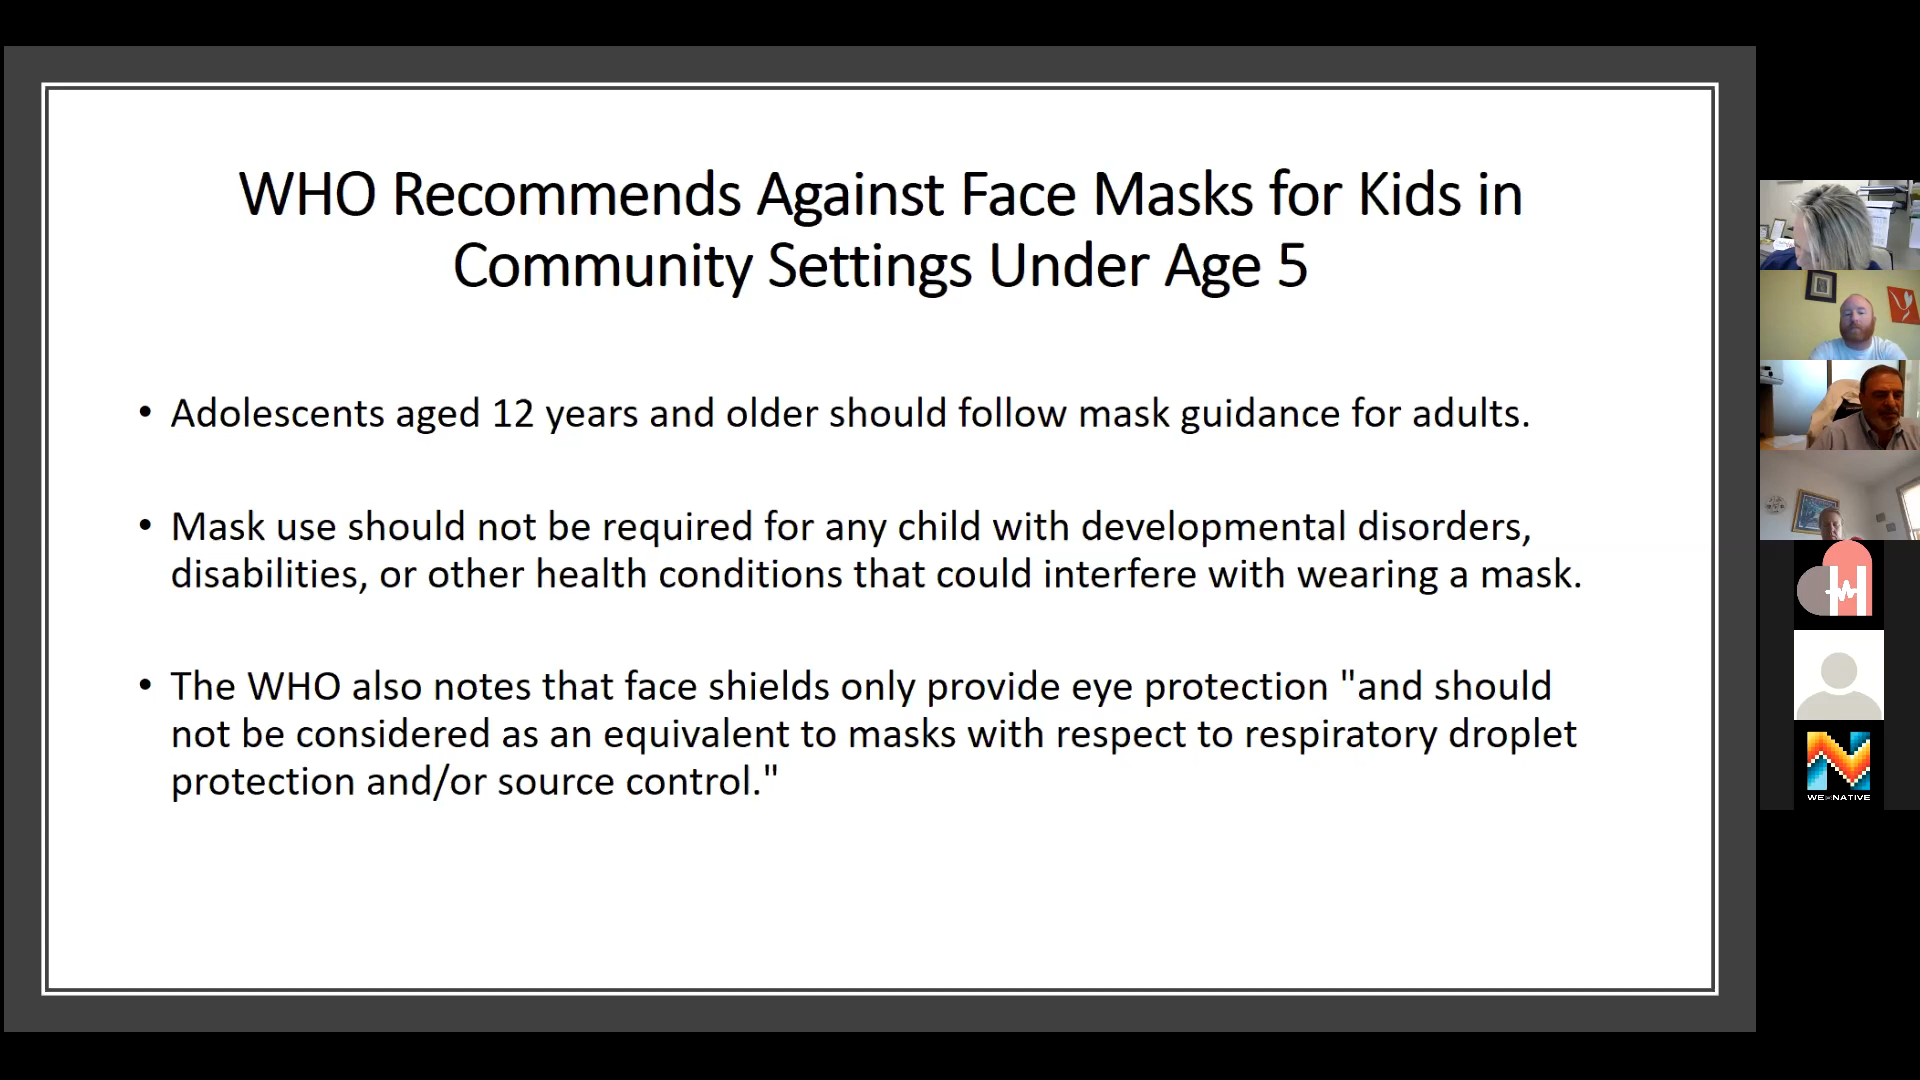 WHO Recommends Against Face Masks for Kids in
Community Settings Under Age 5
• Adolescents aged 12 years and older should follow mask guidance for adults.
• Mask use should not be required for any child with developmental disorders,
disabilities, or other health conditions that could interfere with wearing a mask.
• The WHO also notes that face shields only provide eye protection "and should
not be considered as an equivalent to masks with respect to respiratory droplet
protection and/or source control."
H
N
WE NATIVE